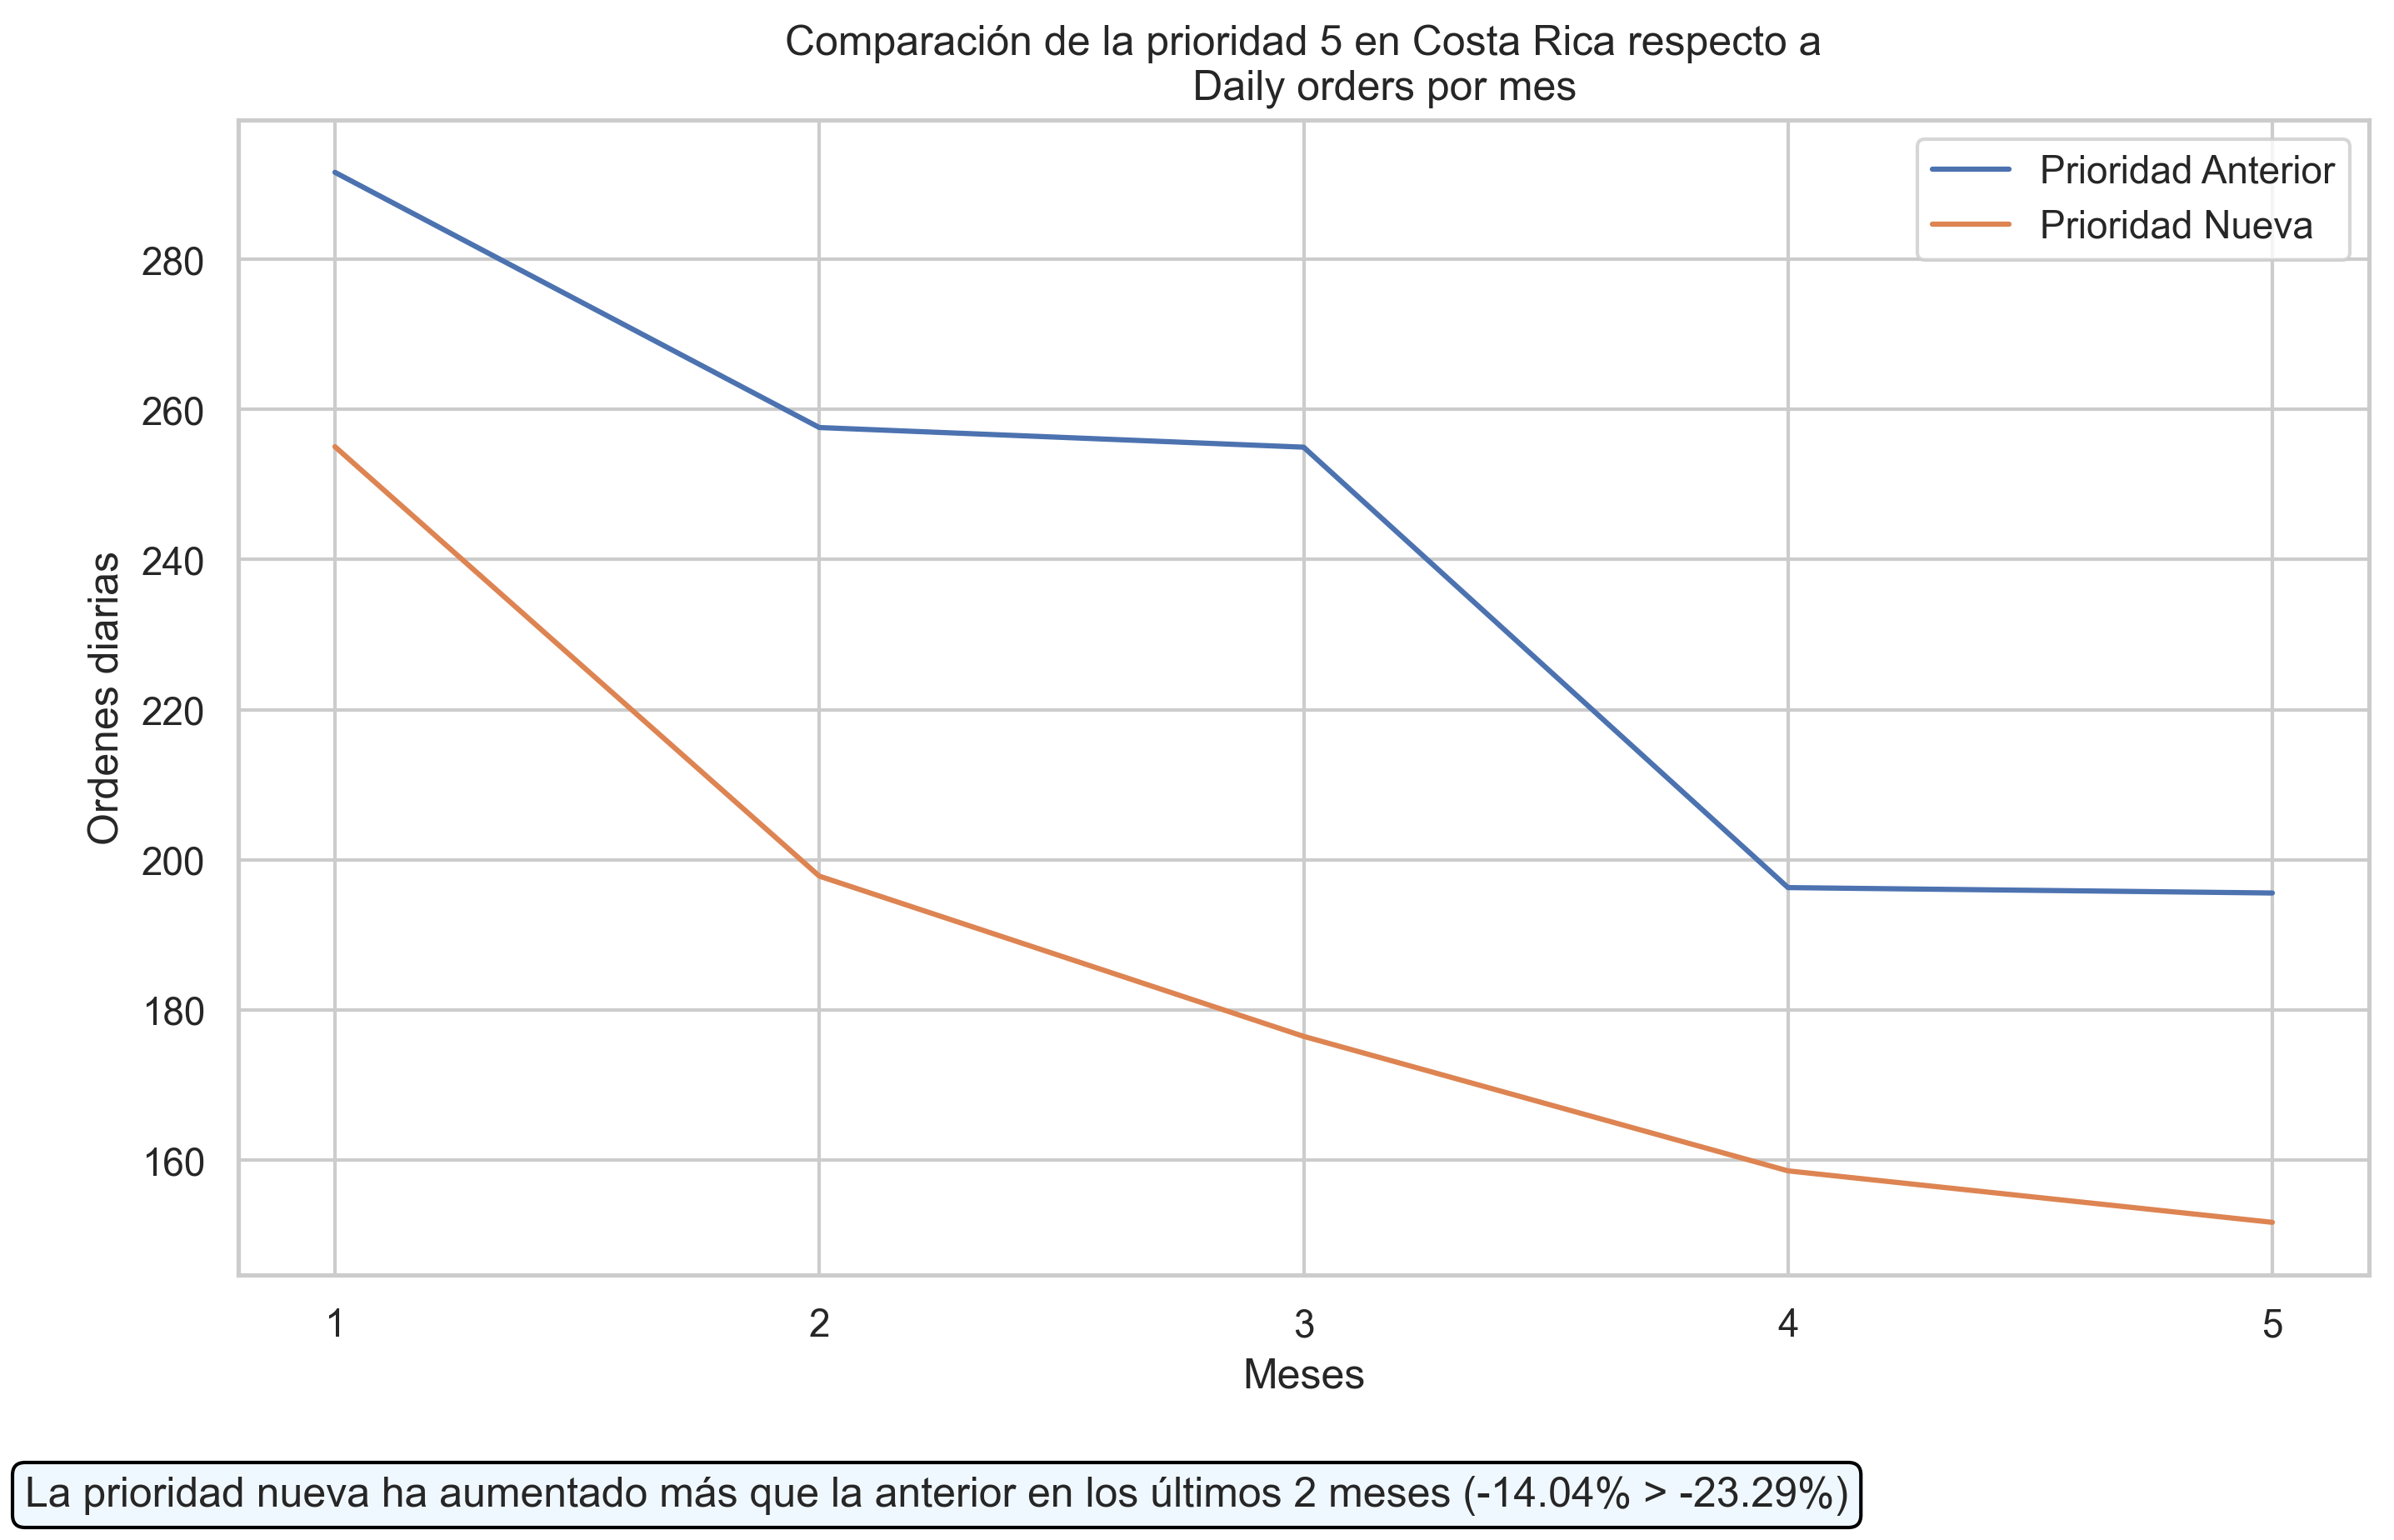 Comparación de la prioridad 5 en Costa Rica respecto a
Daily orders por mes
Prioridad Anterior
Prioridad Nueva
280
260
240
220
200
180
160
Ordenes diarias
1 2 3 4 5
Meses
La prioridad nueva ha aumentado más que la anterior en los últimos 2 meses (-14.04% > -23.29%)